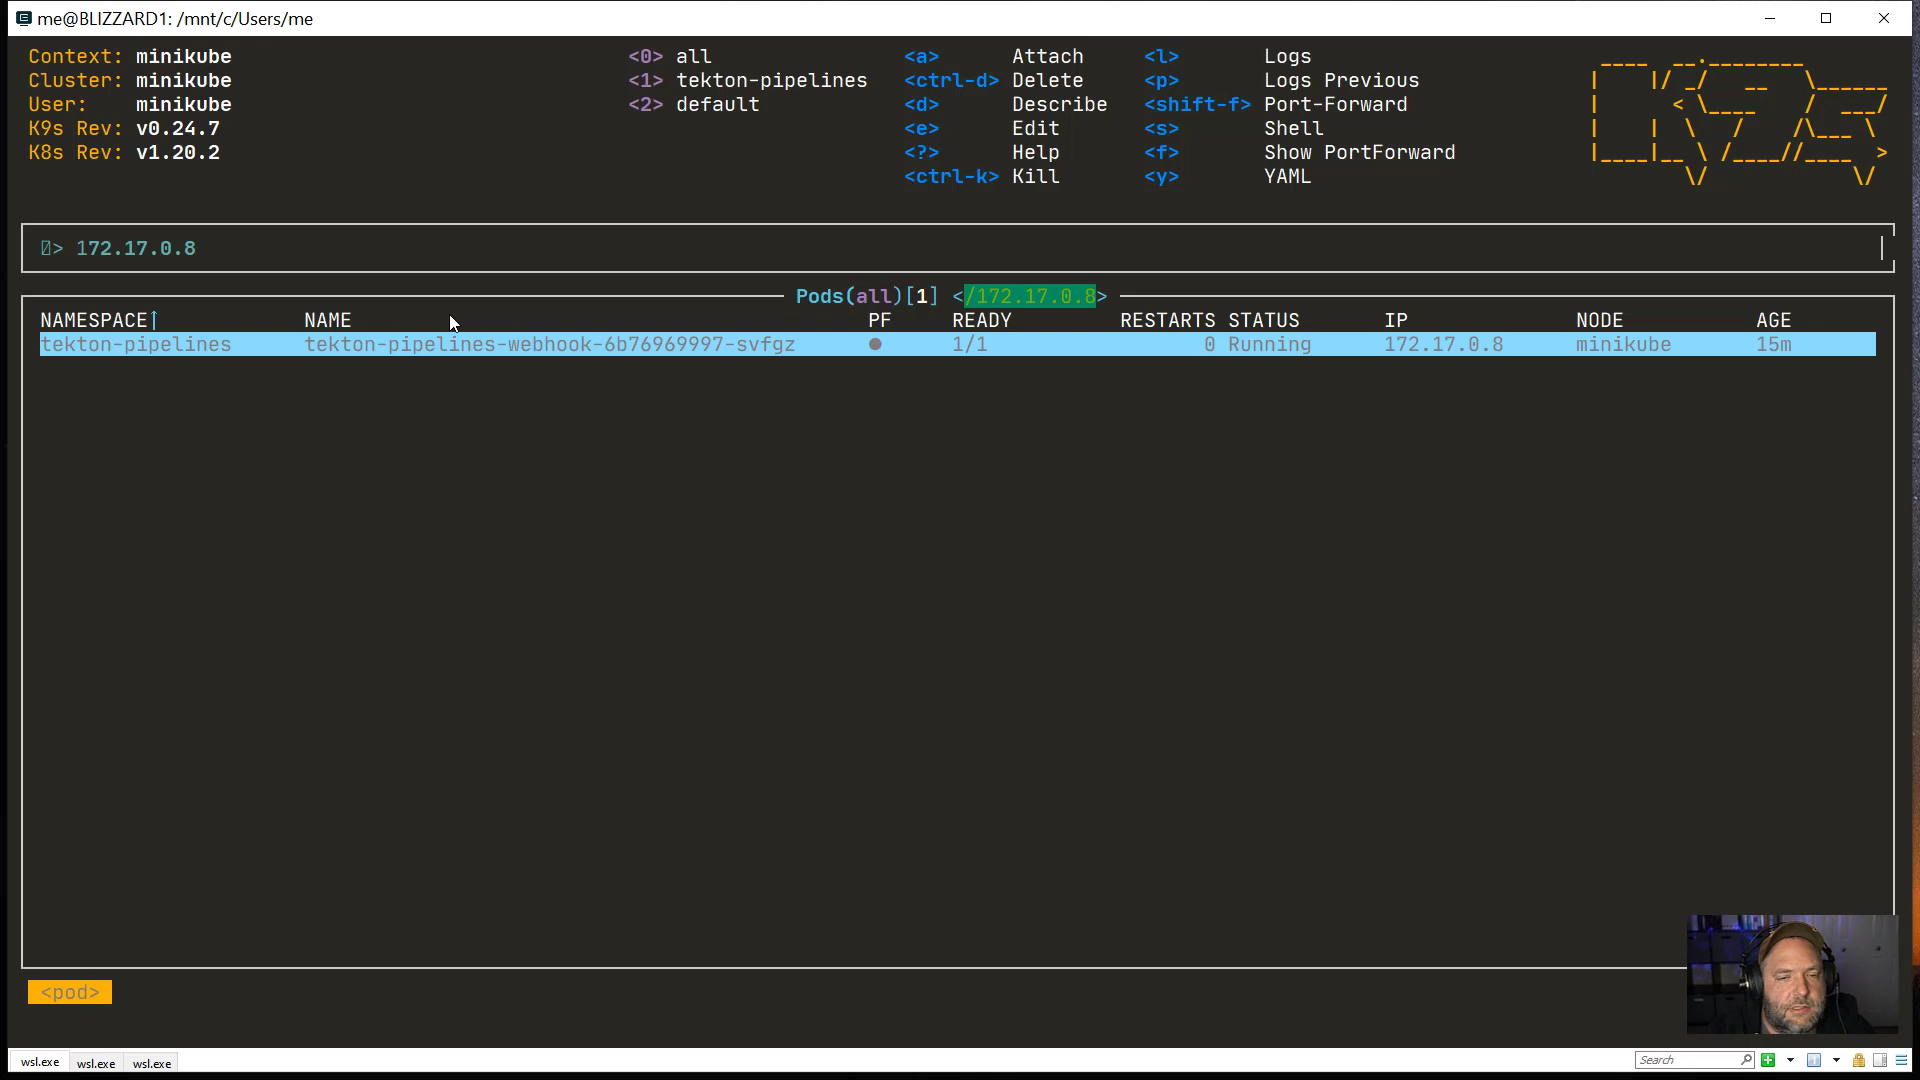 me@BLIZZARD1: /mnt/c/Users/me
Context: minikube <0> all <a> Attach <l> Logs
Cluster: minikube <1> tekton-pipelines <ctrl-d> Delete <p> Logs Previous
User: minikube <2> default <d> Describe <shift-f> Port-Forward
K9s Rev: v0.24.7 <e> Edit <s> Shell
K8s Rev: v1.20.2 <?> Help <f> Show PortForward
<ctrl-k> Kill <y> YAML
> 172.17.0.8
Pods(all)[1] </172.17.0.8>
NAMESPACE↑ NAME PF READY RESTARTS STATUS IP NODE AGE
tekton-pipelines tekton-pipelines-webhook-6b76969997-svfgz ● 1/1 0 Running 172.17.0.8 minikube 15m
<pod>
wsl.exe wsl.exe wsl.exe Search